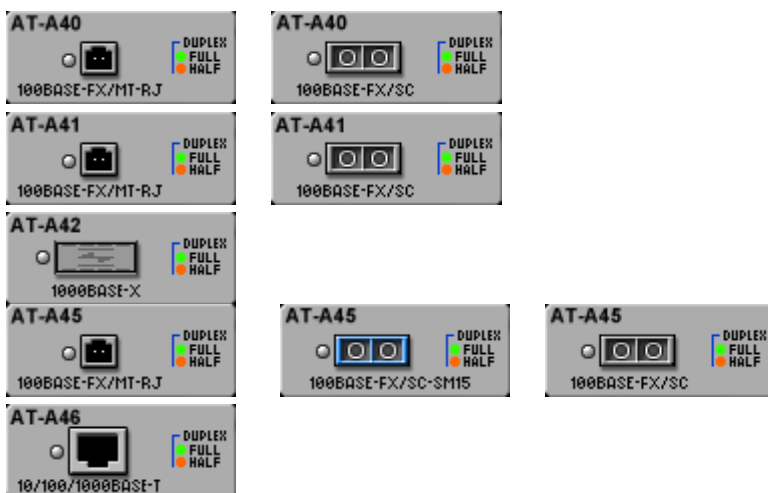 AT-A40
DUPLEX
FULL
HALF
100BASE-FX/MT-RJ
AT-A40
DUPLEX
FULL
HALF
100BASE-FX/SC
AT-A41
DUPLEX
FULL
HALF
100BASE-FX/MT-RJ
AT-A41
DUPLEX
FULL
HALF
100BASE-FX/SC
AT-A42
DUPLEX
FULL
HALF
1000BASE-X
AT-A45
DUPLEX
FULL
HALF
100BASE-FX/MT-RJ
AT-A45
DUPLEX
FULL
HALF
100BASE-FX/SC-SM15
AT-A45
DUPLEX
FULL
HALF
100BASE-FX/SC
AT-A46
DUPLEX
FULL
HALF
10/100/1000BASE-T